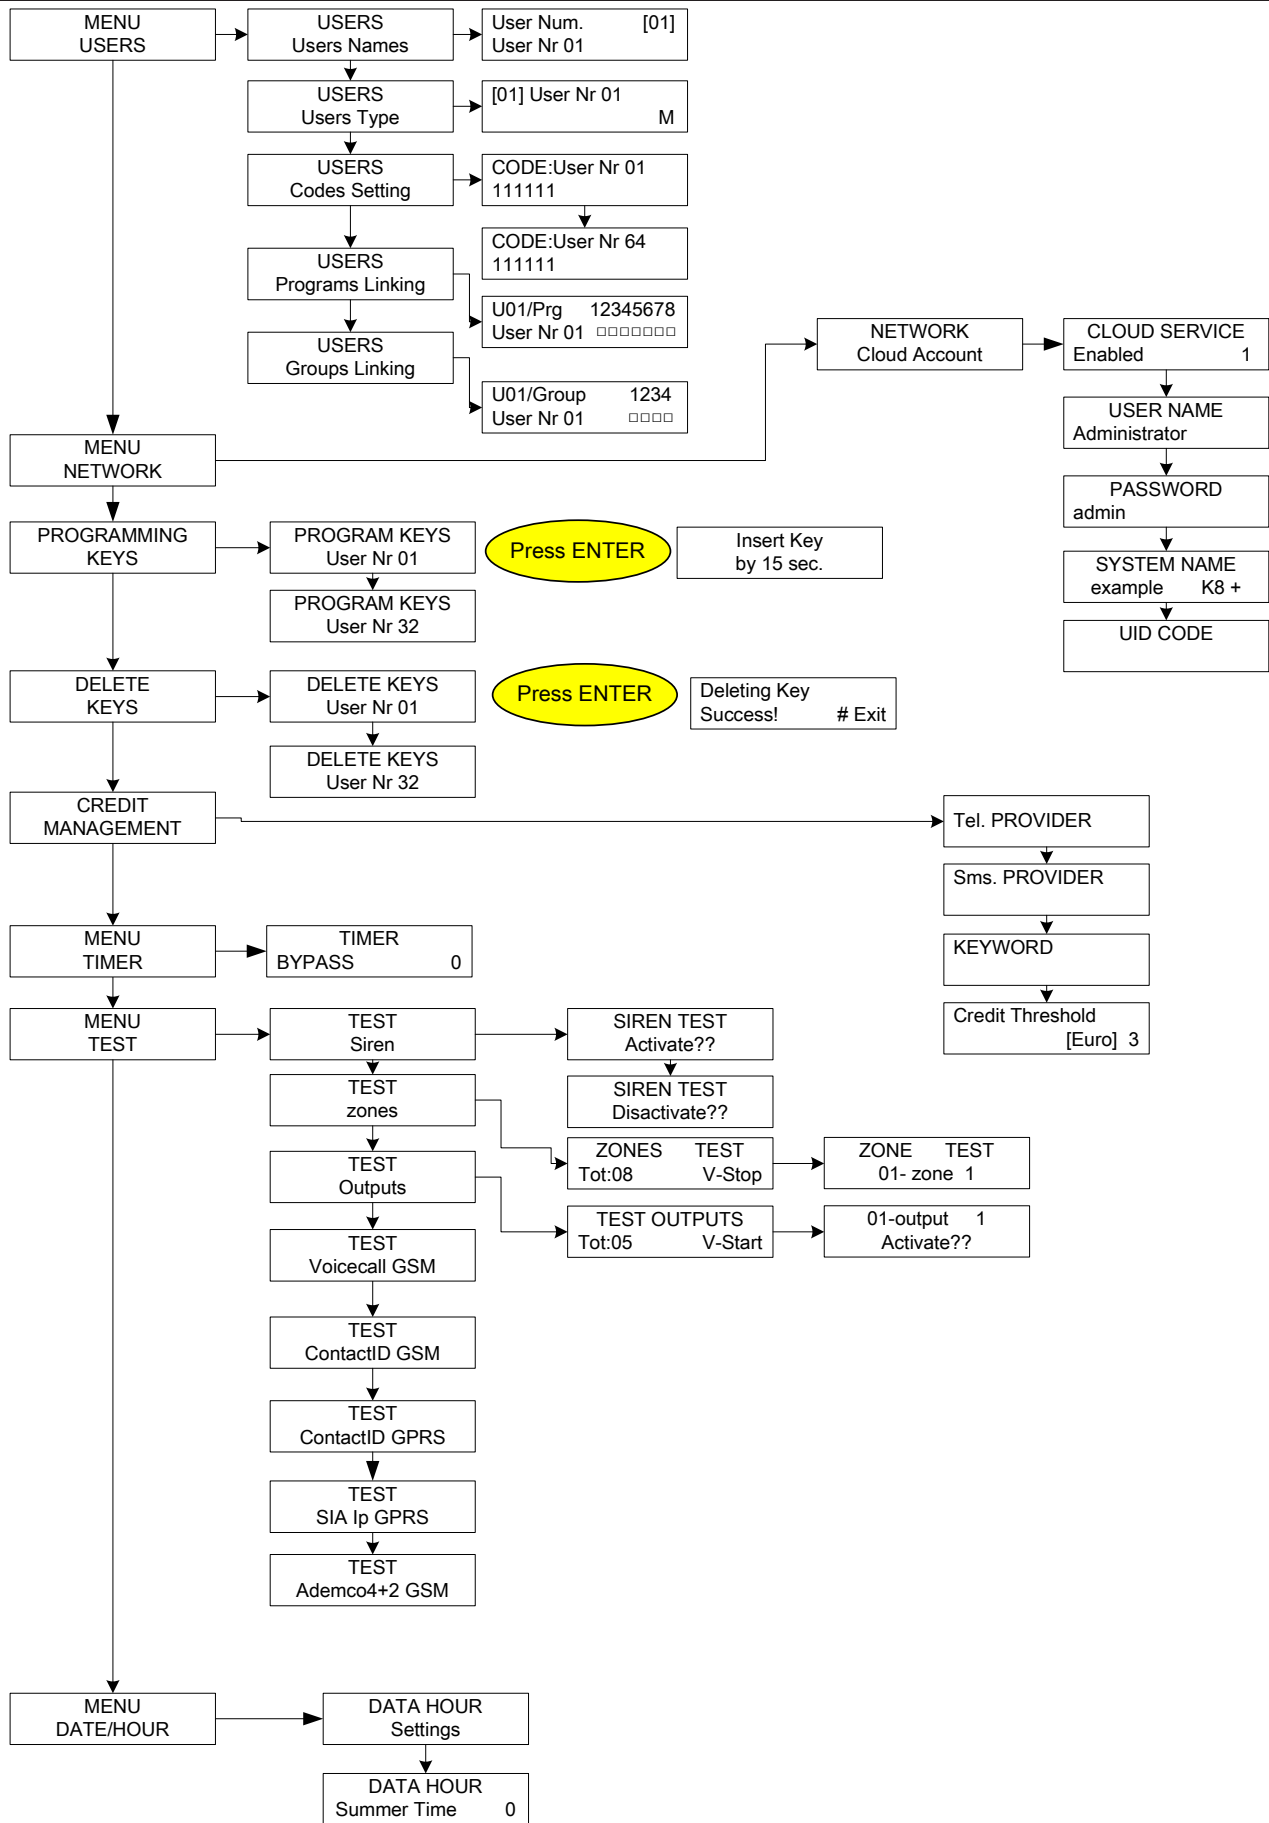 MENU
USERS
USERS
Users Names
User Num. [01]
User Nr 01
USERS
Users Type
[01] User Nr 01
M
USERS
Codes Setting
CODE:User Nr 01
111111
CODE:User Nr 64
111111
USERS
Programs Linking
U01/Prg 12345678
User Nr 01 □□□□□□□
USERS
Groups Linking
U01/Group 1234
User Nr 01 □□□□
MENU
NETWORK
NETWORK
Cloud Account
CLOUD SERVICE
Enabled 1
USER NAME
Administrator
PASSWORD
admin
SYSTEM NAME
example K8 +
UID CODE
PROGRAMMING
KEYS
PROGRAM KEYS
User Nr 01
Press ENTER
Insert Key
by 15 sec.
PROGRAM KEYS
User Nr 32
DELETE
KEYS
DELETE KEYS
User Nr 01
Press ENTER
Deleting Key
Success! # Exit
DELETE KEYS
User Nr 32
CREDIT
MANAGEMENT
Tel. PROVIDER
Sms. PROVIDER
KEYWORD
Credit Threshold
[Euro] 3
MENU
TIMER
TIMER
BYPASS 0
MENU
TEST
TEST
Siren
SIREN TEST
Activate??
SIREN TEST
Disactivate??
TEST
zones
ZONES TEST
Tot:08 V-Stop
ZONE TEST
01- zone 1
TEST
Outputs
TEST OUTPUTS
Tot:05 V-Start
01-output 1
Activate??
TEST
Voicecall GSM
TEST
ContactID GSM
TEST
ContactID GPRS
TEST
SIA Ip GPRS
TEST
Ademco4+2 GSM
MENU
DATE/HOUR
DATA HOUR
Settings
DATA HOUR
Summer Time 0